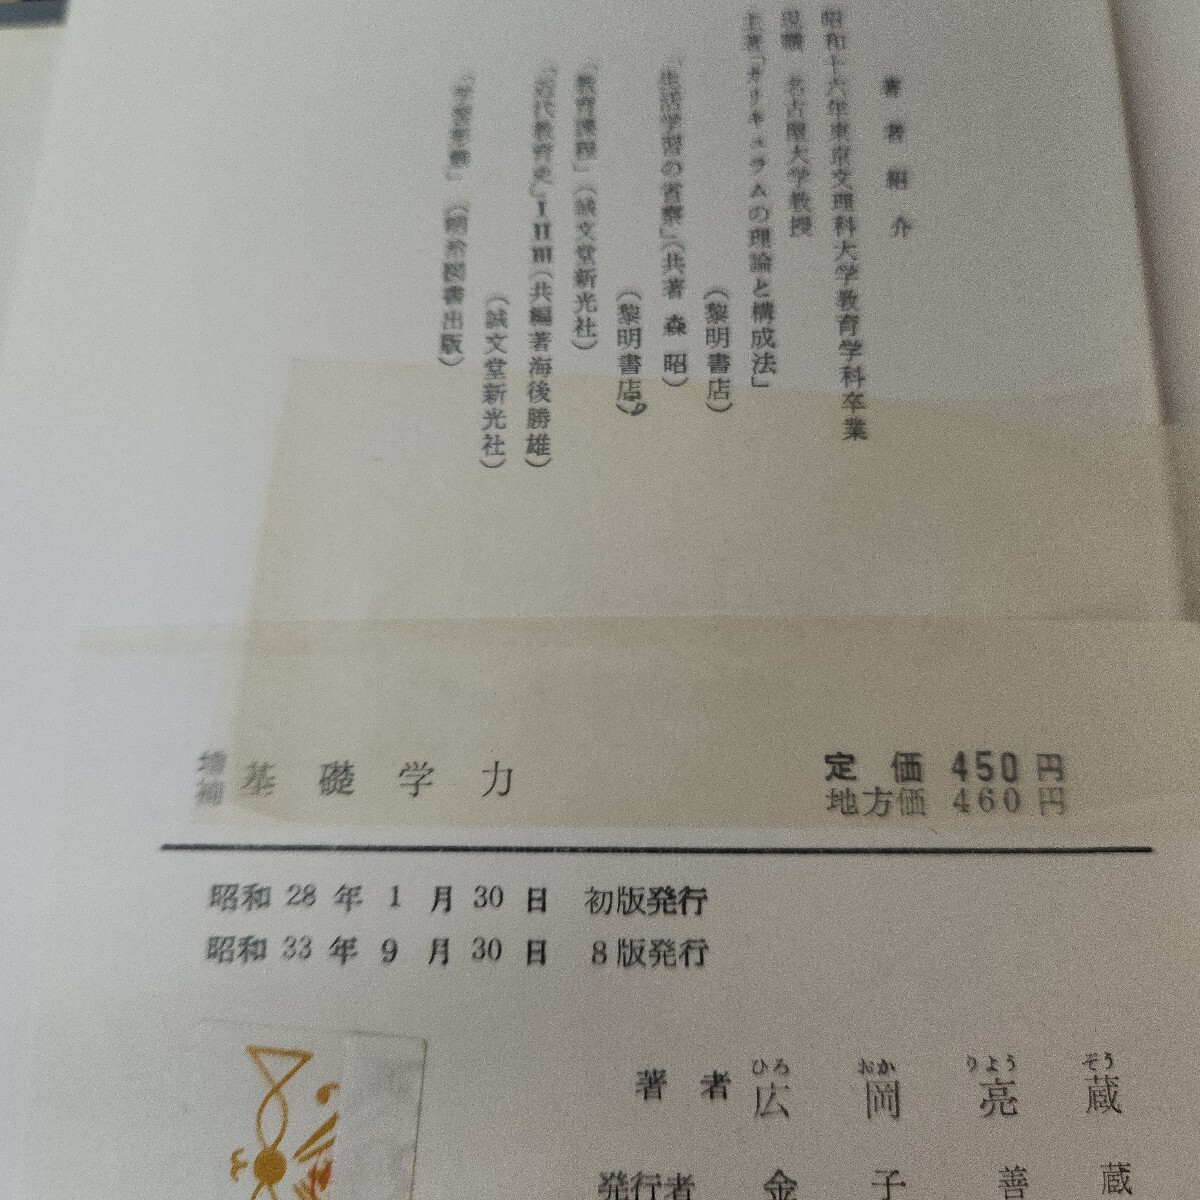 著者紹介
昭和十六年東京文理科大学教育学科卒業
現職 名古屋大学教授
主著「カリキュラムの理論と構成法」
(黎明書店)
「生活学習の省察」(共著 森 昭)
(黎明書店)
「教育課程」(誠文堂新光社)
「近代教育史」I II III(共編著海後勝雄)
(誠文堂新光社)
(明治図書出版)
増補 基礎学力 定価 450円
地方価 460円
昭和 28 年 1 月 30 日 初版発行
昭和 33 年 9 月 30 日 8版発行
ひろ おか りよう ぞう
著者 広岡亮蔵
発行者 金子善蔵